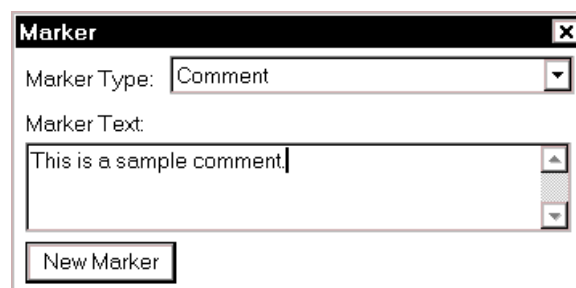 Marker
Marker Type: Comment
Marker Text:
This is a sample comment.
New Marker